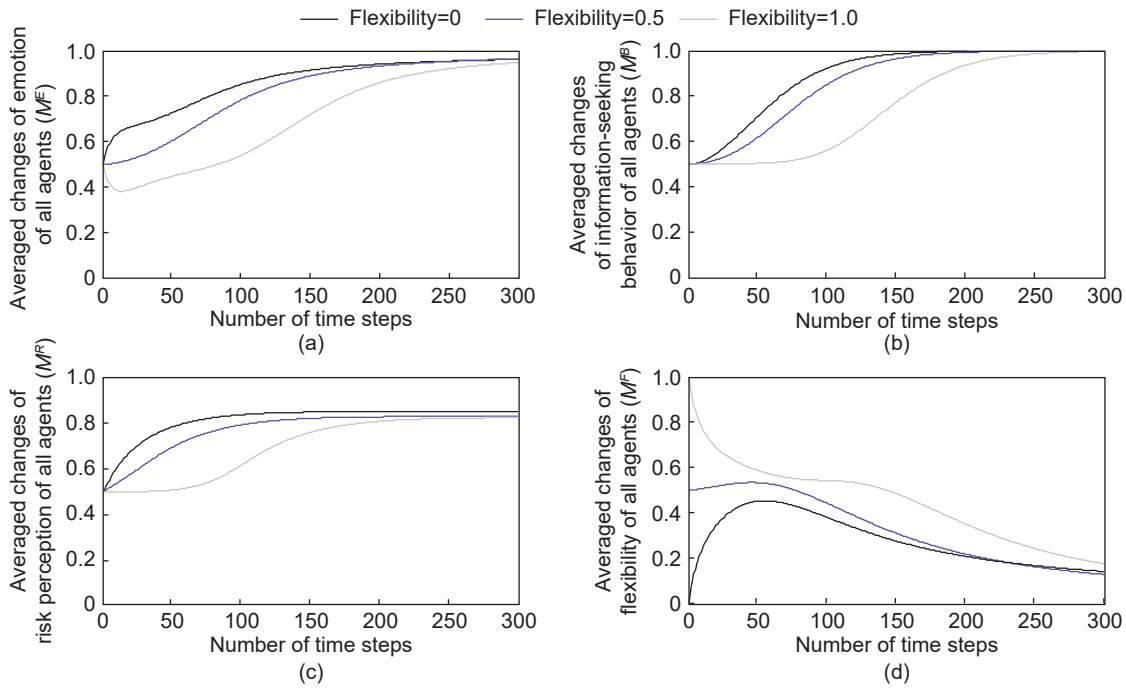 Flexibility=0 Flexibility=0.5 Flexibility=1.0
Averaged changes of emotion
of all agents (M^E)
1.0
0.8
0.6
0.4
0.2
0
0 50 100 150 200 250 300
Number of time steps
(a)
Averaged changes
of information-seeking
behavior of all agents (M^B)
1.0
0.8
0.6
0.4
0.2
0
0 50 100 150 200 250 300
Number of time steps
(b)
Averaged changes of
risk perception of all agents (M^R)
1.0
0.8
0.6
0.4
0.2
0
0 50 100 150 200 250 300
Number of time steps
(c)
Averaged changes of
flexibility of all agents (M^F)
1.0
0.8
0.6
0.4
0.2
0
0 50 100 150 200 250 300
Number of time steps
(d)